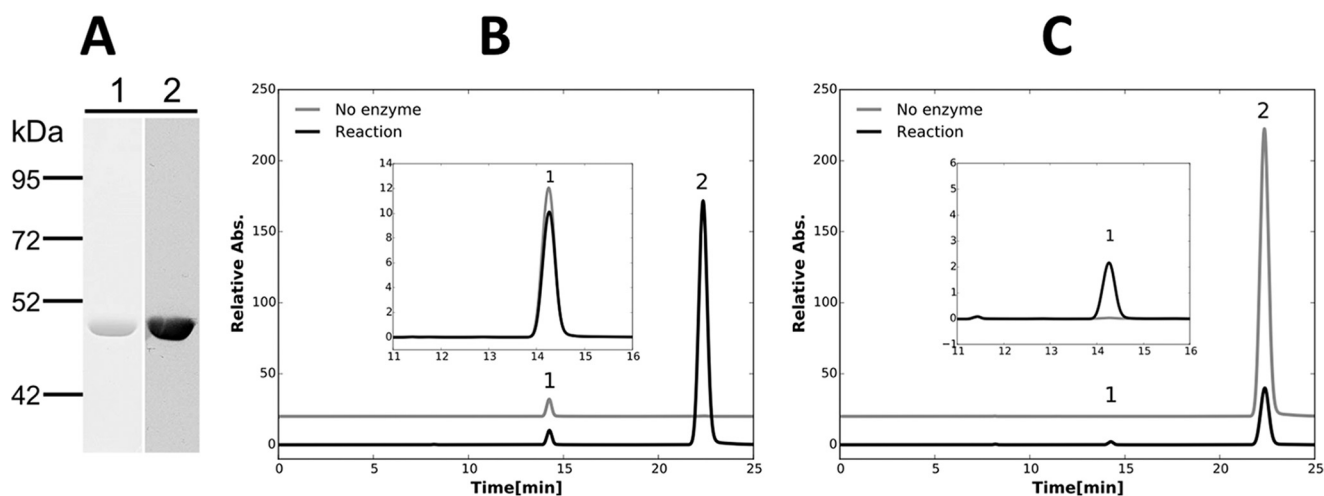 A
B
C
1 2
kDa
95
72
52
42
250
200
150
100
50
0
Relative Abs.
No enzyme
Reaction
14
12
10
8
6
4
2
0
11 12 13 14 15 16
1
2
1
0 5 10 15 20 25
Time[min]
250
200
150
100
50
0
Relative Abs.
No enzyme
Reaction
6
5
4
3
2
1
0
−1
11 12 13 14 15 16
1
2
1
0 5 10 15 20 25
Time[min]